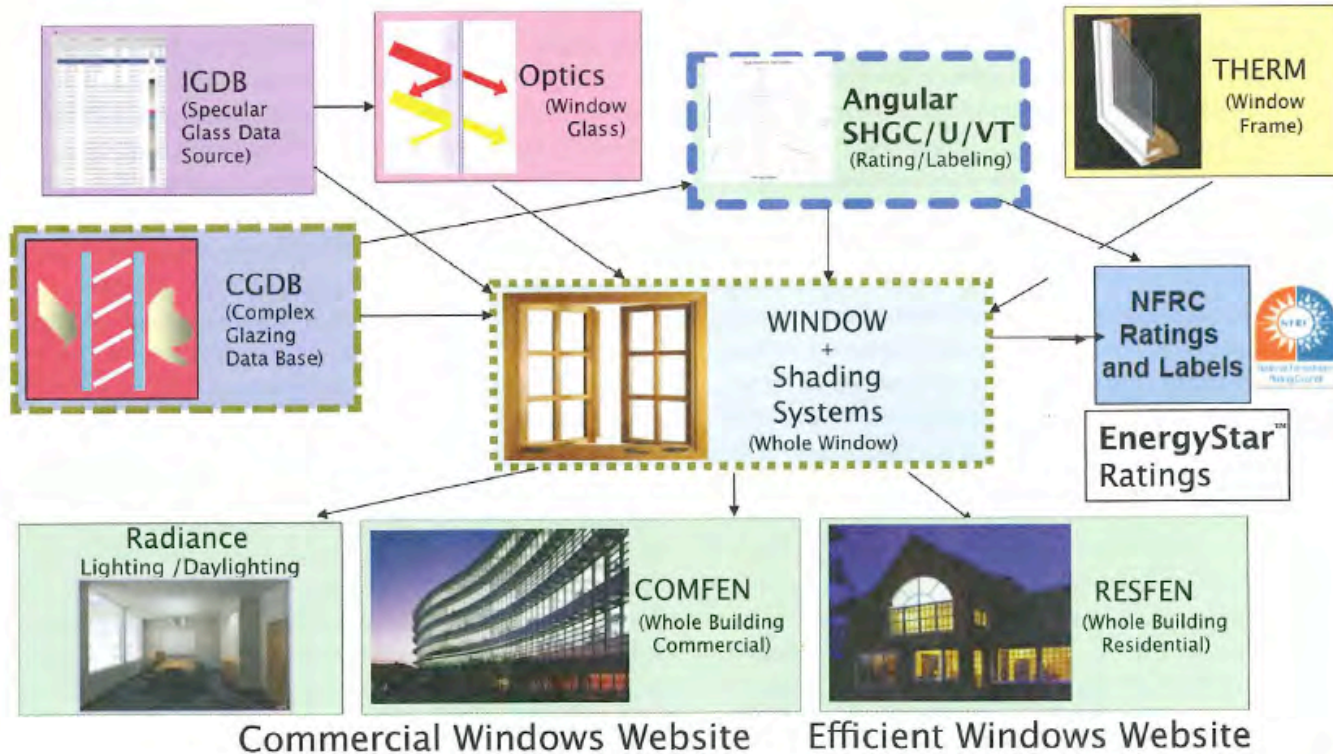 IGDB
(Specular
Glass Data
Source)
Optics
(Window
Glass)
Angular
SHGC/U/VT
(Rating/Labeling)
THERM
(Window
Frame)
CGDB
(Complex
Glazing
Data Base)
WINDOW
+
Shading
Systems
(Whole Window)
NFRC
Ratings
and Labels
NFRC
EnergyStar™
Ratings
Radiance
Lighting /Daylighting
COMFEN
(Whole Building
Commercial)
RESFEN
(Whole Building
Residential)
Commercial Windows Website
Efficient Windows Website